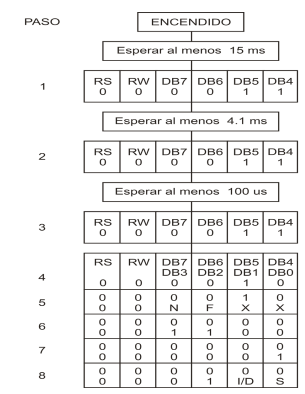 PASO ENCENDIDO
Esperar al menos 15 ms
RS RW DB7 DB6 DB5 DB4
1 0 0 0 0 1 1
Esperar al menos 4.1 ms
RS RW DB7 DB6 DB5 DB4
2 0 0 0 0 1 1
Esperar al menos 100 us
RS RW DB7 DB6 DB5 DB4
3 0 0 0 0 1 1
RS RW DB7 DB6 DB5 DB4
4 DB3 DB2 DB1 DB0
0 0 0 0 1 0
5 0 0 0 0 1 0
0 0 N F X X
6 0 0 0 0 0 0
0 0 1 1 0 0
7 0 0 0 0 0 0
0 0 0 0 0 1
8 0 0 0 0 0 0
0 0 0 1 I/D S